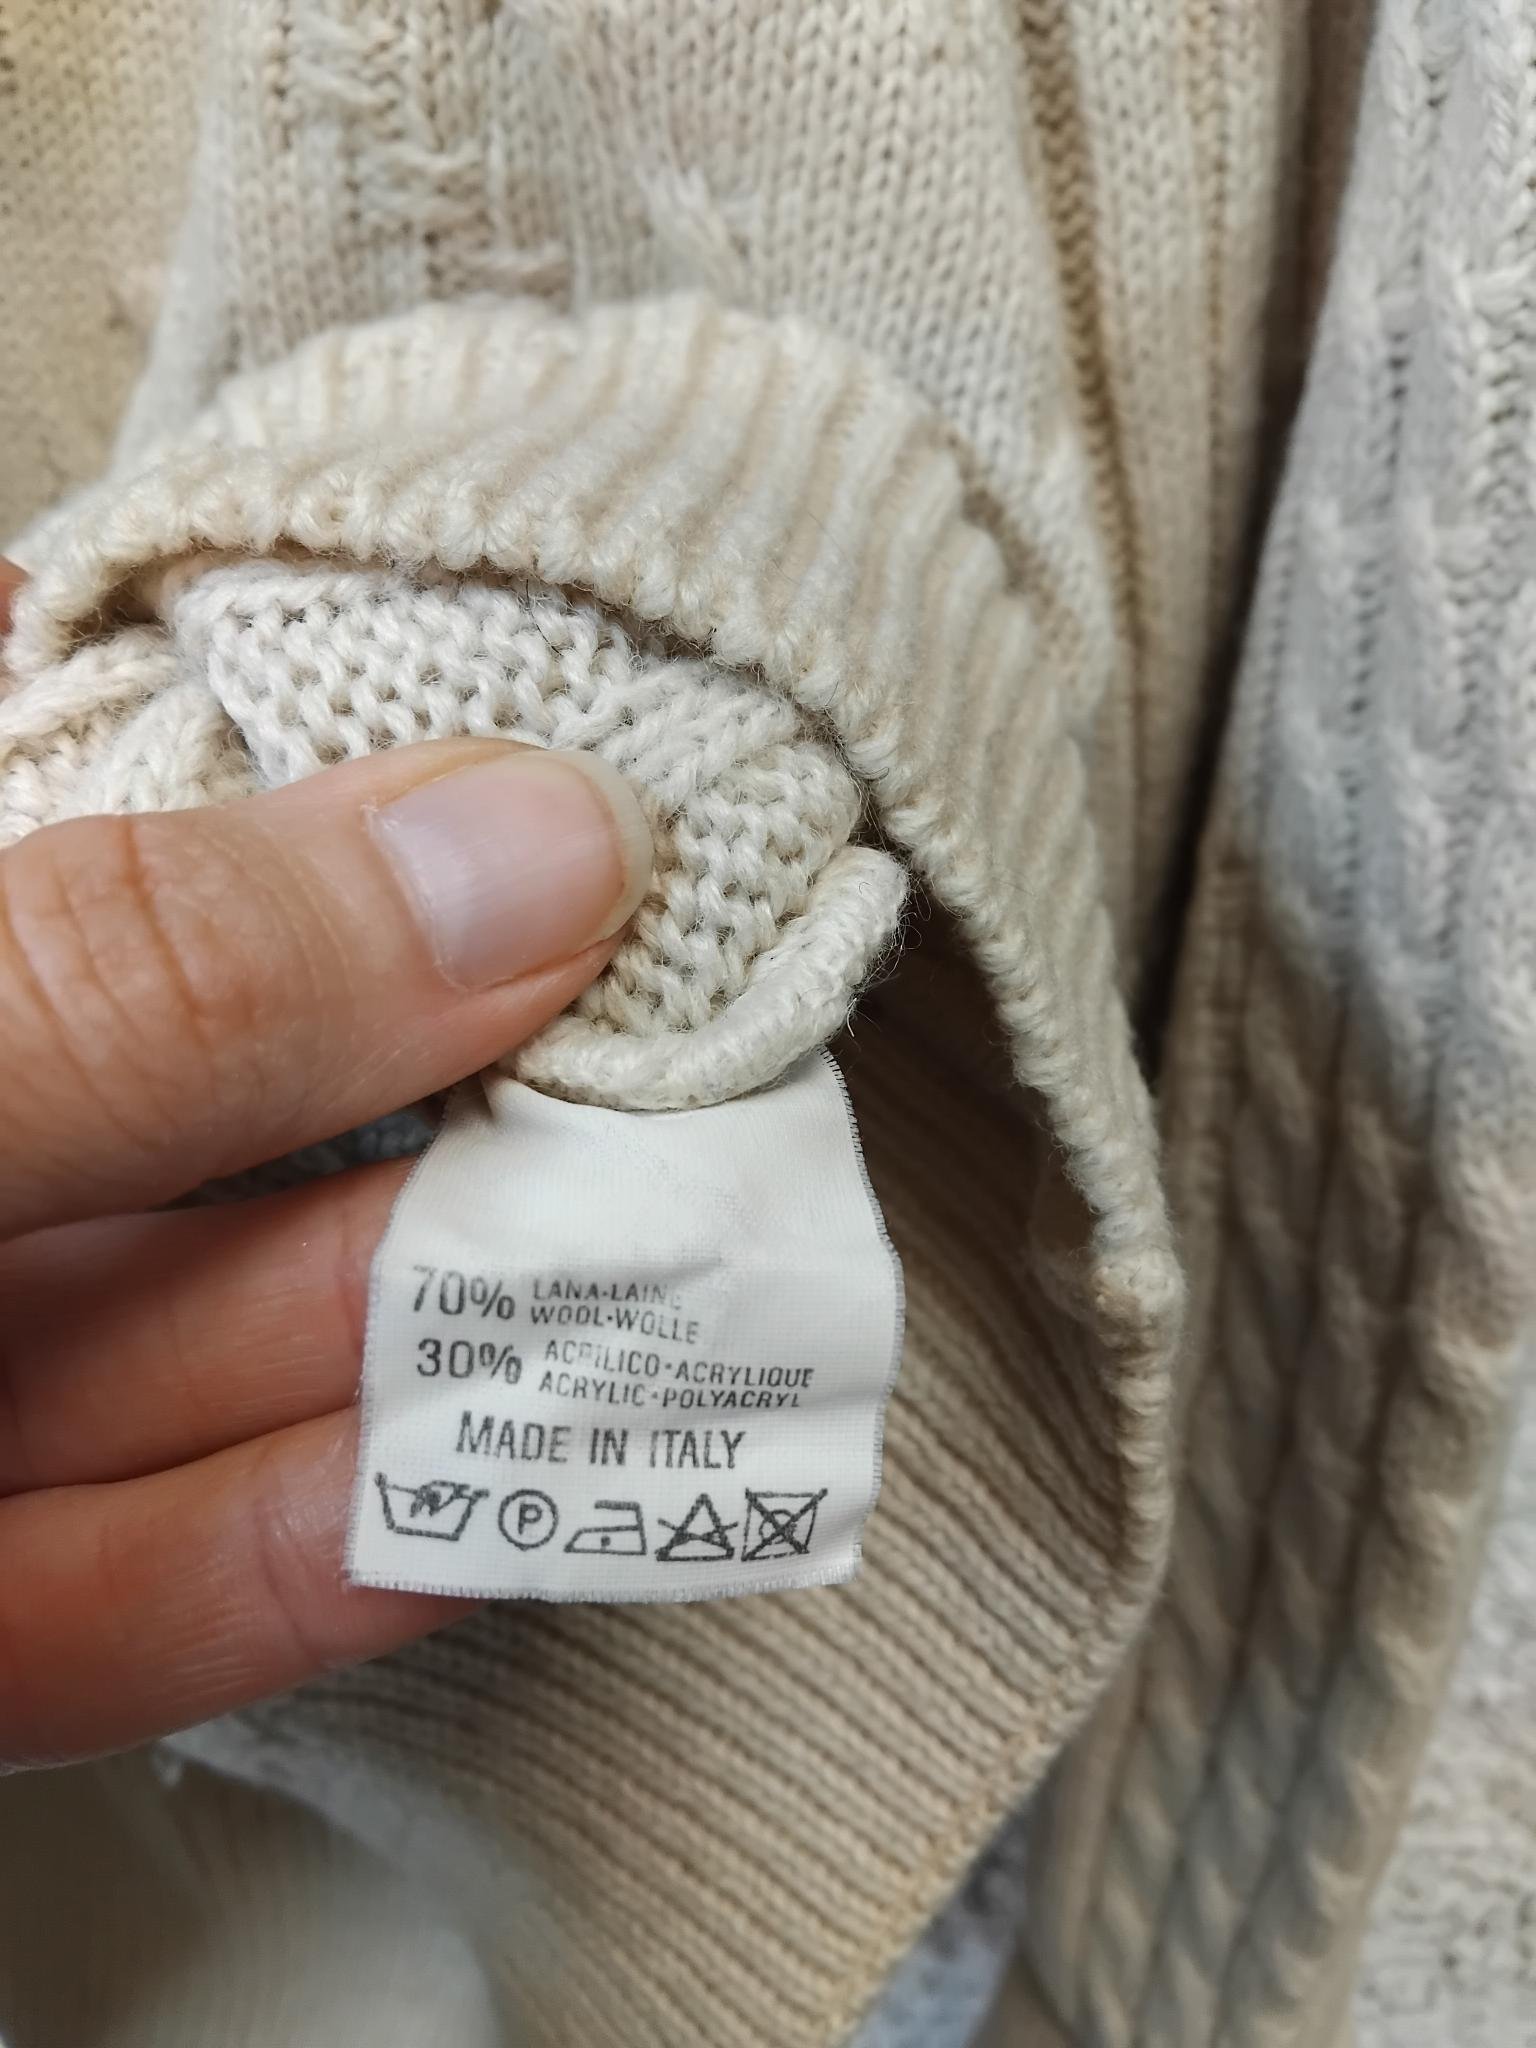 70% LANA-LAINE
WOOL-WOLLE
30% ACRILICO-ACRYLIQUE
ACRYLIC-POLYACRYL
MADE IN ITALY
P